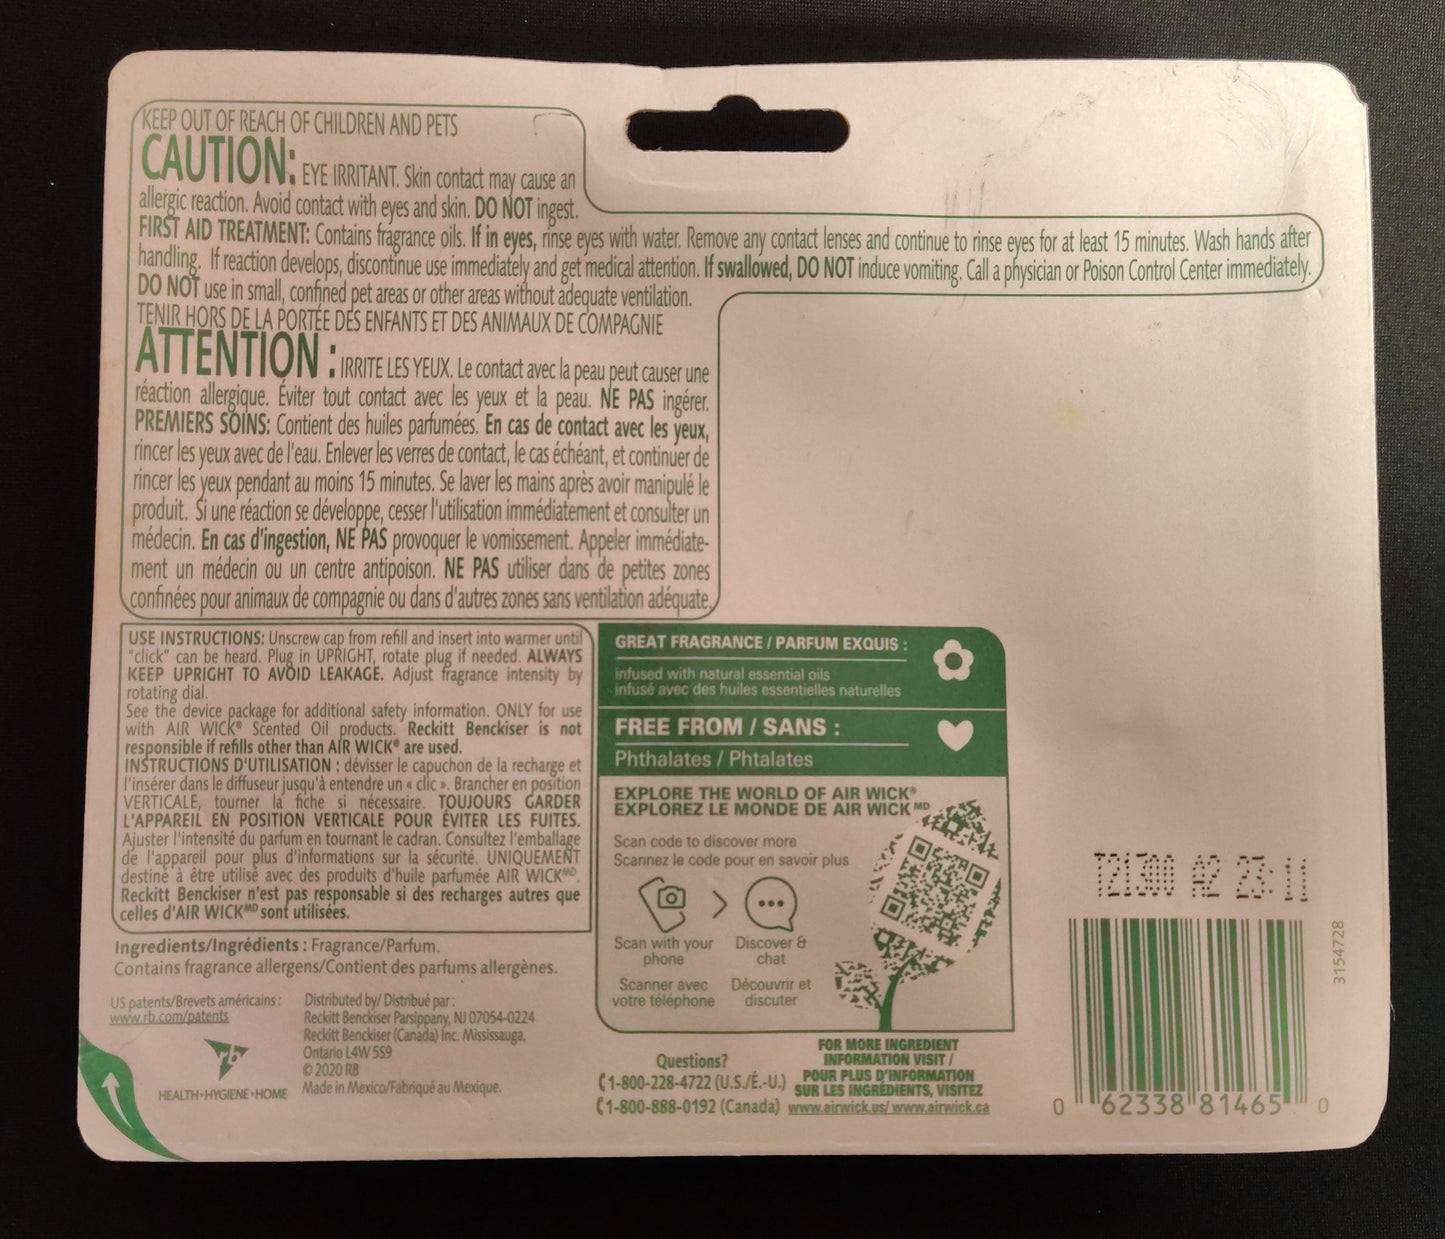 KEEP OUT OF REACH OF CHILDREN AND PETS
CAUTION: EYE IRRITANT. Skin contact may cause an
allergic reaction. Avoid contact with eyes and skin. DO NOT ingest.
FIRST AID TREATMENT: Contains fragrance oils. If in eyes, rinse eyes with water. Remove any contact lenses and continue to rinse eyes for at least 15 minutes. Wash hands after
handling. If reaction develops, discontinue use immediately and get medical attention. If swallowed, DO NOT induce vomiting. Call a physician or Poison Control Center immediately.
DO NOT use in small, confined pet areas or other areas without adequate ventilation.
TENIR HORS DE LA PORTÉE DES ENFANTS ET DES ANIMAUX DE COMPAGNIE
ATTENTION : IRRITE LES YEUX. Le contact avec la peau peut causer une
réaction allergique. Éviter tout contact avec les yeux et la peau. NE PAS ingérer.
PREMIERS SOINS: Contient des huiles parfumées. En cas de contact avec les yeux,
rincer les yeux avec de l'eau. Enlever les verres de contact, le cas échéant, et continuer de
rincer les yeux pendant au moins 15 minutes. Se laver les mains après avoir manipulé le
produit. Si une réaction se développe, cesser l'utilisation immédiatement et consulter un
médecin. En cas d'ingestion, NE PAS provoquer le vomissement. Appeler immédiate-
ment un médecin ou un centre antipoison. NE PAS utiliser dans de petites zones
confinées pour animaux de compagnie ou dans d'autres zones sans ventilation adéquate.
USE INSTRUCTIONS: Unscrew cap from refill and insert into warmer until
"click" can be heard. Plug in UPRIGHT, rotate plug if needed. ALWAYS
KEEP UPRIGHT TO AVOID LEAKAGE. Adjust fragrance intensity by
rotating dial.
See the device package for additional safety information. ONLY for use
with AIR WICK® Scented Oil products. Reckitt Benckiser is not
responsible if refills other than AIR WICK® are used.
INSTRUCTIONS D'UTILISATION : dévisser le capuchon de la recharge et
l'insérer dans le diffuseur jusqu'à entendre un « clic ». Brancher en position
VERTICALE, tourner la fiche si nécessaire. TOUJOURS GARDER
L'APPAREIL EN POSITION VERTICALE POUR ÉVITER LES FUITES.
Ajuster l'intensité du parfum en tournant le cadran. Consultez l'emballage
de l'appareil pour plus d'informations sur la sécurité. UNIQUEMENT
destiné à être utilisé avec des produits d'huile parfumée AIR WICKᴹᴰ.
Reckitt Benckiser n'est pas responsable si des recharges autres que
celles d'AIR WICKᴹᴰ sont utilisées.
Ingredients/Ingrédients : Fragrance/Parfum.
Contains fragrance allergens/Contient des parfums allergènes.
US patents/Brevets américains :
www.rb.com/patents
rb
HEALTH•HYGIENE•HOME
Distributed by/ Distribué par :
Reckitt Benckiser Parsippany, NJ 07054-0224
Reckitt Benckiser (Canada) Inc. Mississauga,
Ontario L4W 5S9
© 2020 RB
Made in Mexico/Fabriqué au Mexique.
GREAT FRAGRANCE / PARFUM EXQUIS :
infused with natural essential oils
infusé avec des huiles essentielles naturelles
FREE FROM / SANS :
Phthalates / Phtalates
EXPLORE THE WORLD OF AIR WICK®
EXPLOREZ LE MONDE DE AIR WICK ᴹᴰ
Scan code to discover more
Scannez le code pour en savoir plus
Scan with your
phone
Discover &
chat
Scanner avec
votre téléphone
Découvrir et
discuter
Questions?
1-800-228-4722 (U.S./É.-U.)
1-800-888-0192 (Canada)
FOR MORE INGREDIENT
INFORMATION VISIT /
POUR PLUS D'INFORMATION
SUR LES INGRÉDIENTS, VISITEZ
www.airwick.us/ www.airwick.ca
T21300 A2 23:11
3154728
0 62338 81465 0